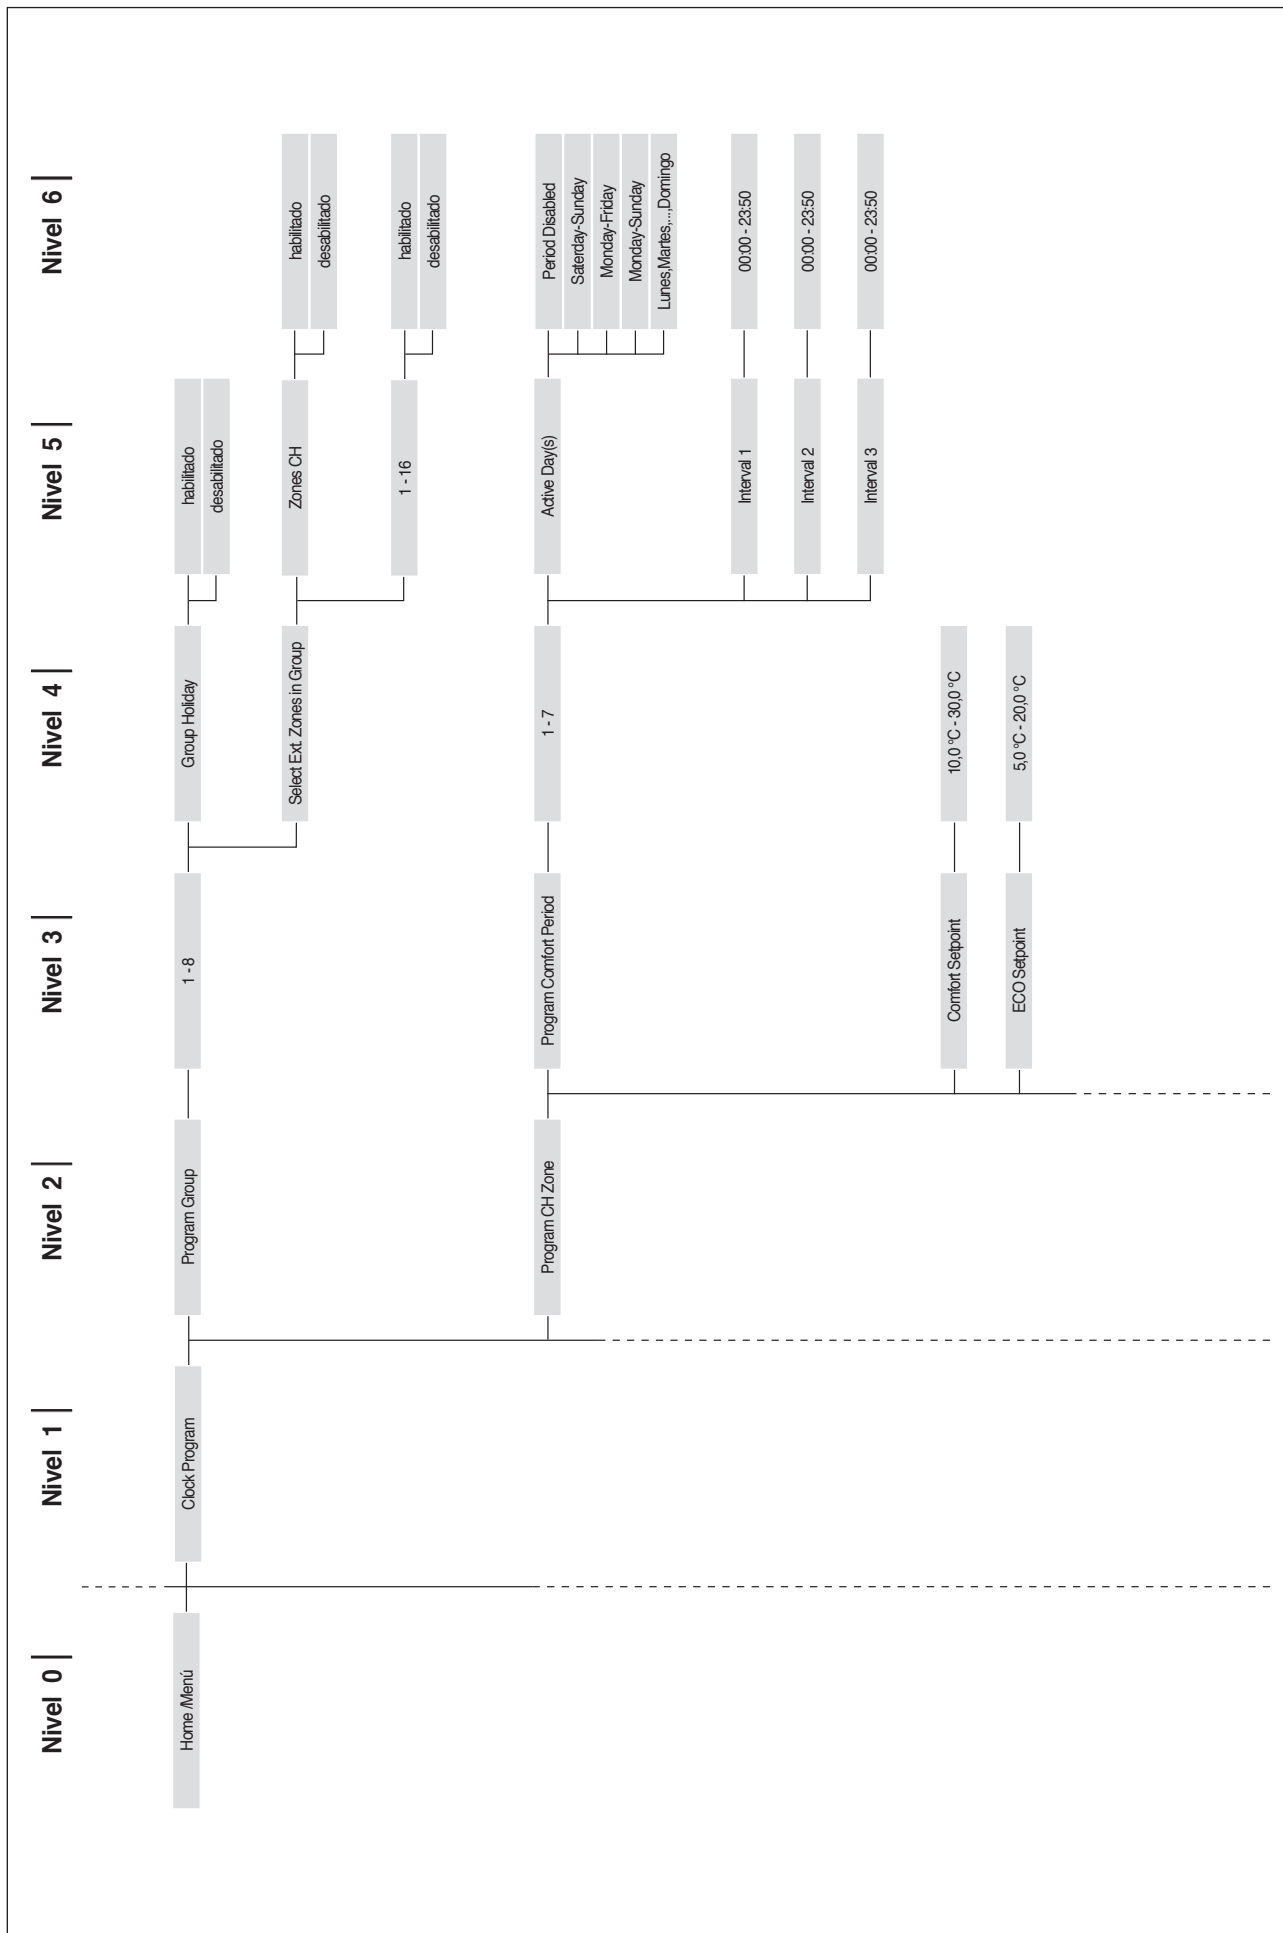 Nivel 0
Nivel 1
Nivel 2
Nivel 3
Nivel 4
Nivel 5
Nivel 6
Home /Menú
Clock Program
Program Group
1 - 8
Group Holiday
habilitado
desabilitado
Select Ext. Zones in Group
Zones CH
habilitado
desabilitado
1 - 16
habilitado
desabilitado
Program CH Zone
Program Comfort Period
1 - 7
Active Day(s)
Period Disabled
Saterday-Sunday
Monday-Friday
Monday-Sunday
Lunes,Martes,...,Domingo
Interval 1
00:00 - 23:50
Interval 2
00:00 - 23:50
Interval 3
00:00 - 23:50
Comfort Setpoint
10,0 °C - 30,0 °C
ECO Setpoint
5,0 °C - 20,0 °C